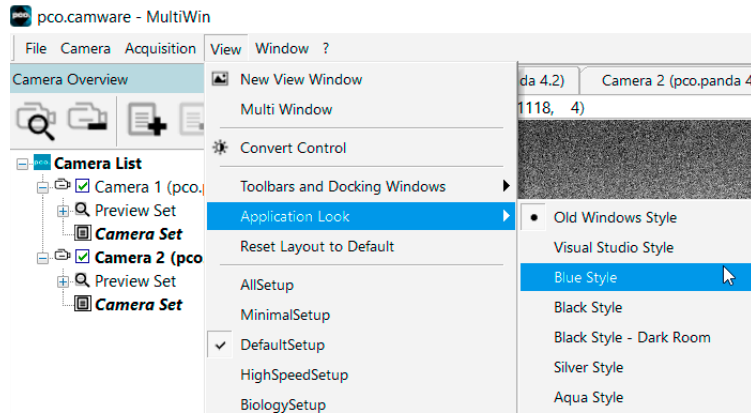 pco. pco.camware - MultiWin
File Camera Acquisition View Window ?
Camera Overview
da 4.2) Camera 2 (pco.panda 4
1118, 4)
New View Window
Multi Window
Convert Control
Toolbars and Docking Windows
Application Look
Reset Layout to Default
AllSetup
MinimalSetup
DefaultSetup
HighSpeedSetup
BiologySetup
pco. Camera List
Camera 1 (pco.p
Preview Set
Camera Set
Camera 2 (pco
Preview Set
Camera Set
Old Windows Style
Visual Studio Style
Blue Style
Black Style
Black Style - Dark Room
Silver Style
Aqua Style